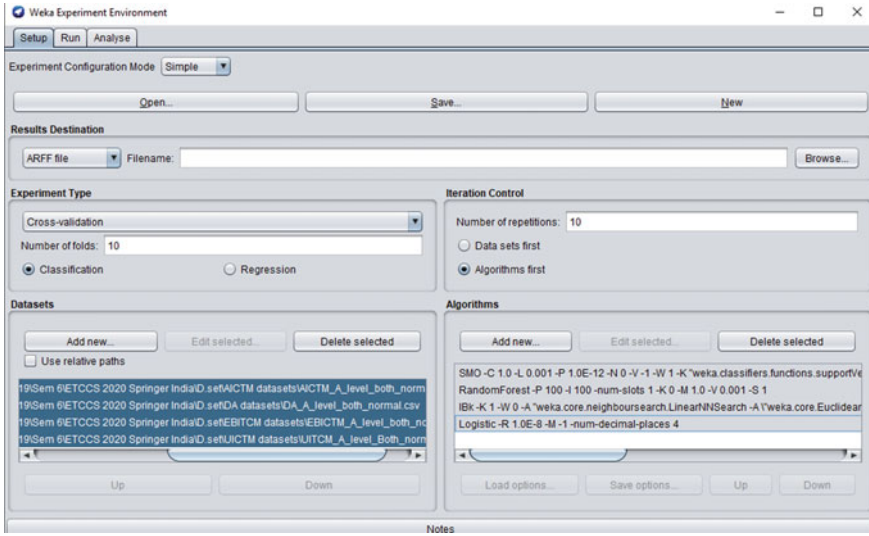 Weka Experiment Environment
Setup Run Analyse
Experiment Configuration Mode Simple
Open... Save... New
Results Destination
ARFF file Filename: Browse...
Experiment Type
Cross-validation
Number of folds: 10
Classification Regression
Iteration Control
Number of repetitions: 10
Data sets first
Algorithms first
Datasets
Add new... Edit selected... Delete selected
Use relative paths
19\Sem 6\ETCCS 2020 Springer India\D.set\AICTM datasets\AICTM_A_level_both_norm
19\Sem 6\ETCCS 2020 Springer India\D.set\DA datasets\DA_A_level_both_normal.csv
19\Sem 6\ETCCS 2020 Springer India\D.set\EBITCM datasets\EBICTM_A_level_both_no
19\Sem 6\ETCCS 2020 Springer India\D.set\UICTM datasets\UITCM_A_level_Both_norm
Up Down
Algorithms
Add new... Edit selected... Delete selected
SMO -C 1.0 -L 0.001 -P 1.0E-12 -N 0 -V -1 -W 1 -K "weka.classifiers.functions.supportVe
RandomForest -P 100 -I 100 -num-slots 1 -K 0 -M 1.0 -V 0.001 -S 1
IBk -K 1 -W 0 -A "weka.core.neighboursearch.LinearNNSearch -A \"weka.core.Euclidear
Logistic -R 1.0E-8 -M -1 -num-decimal-places 4
Load options... Save options... Up Down
Notes